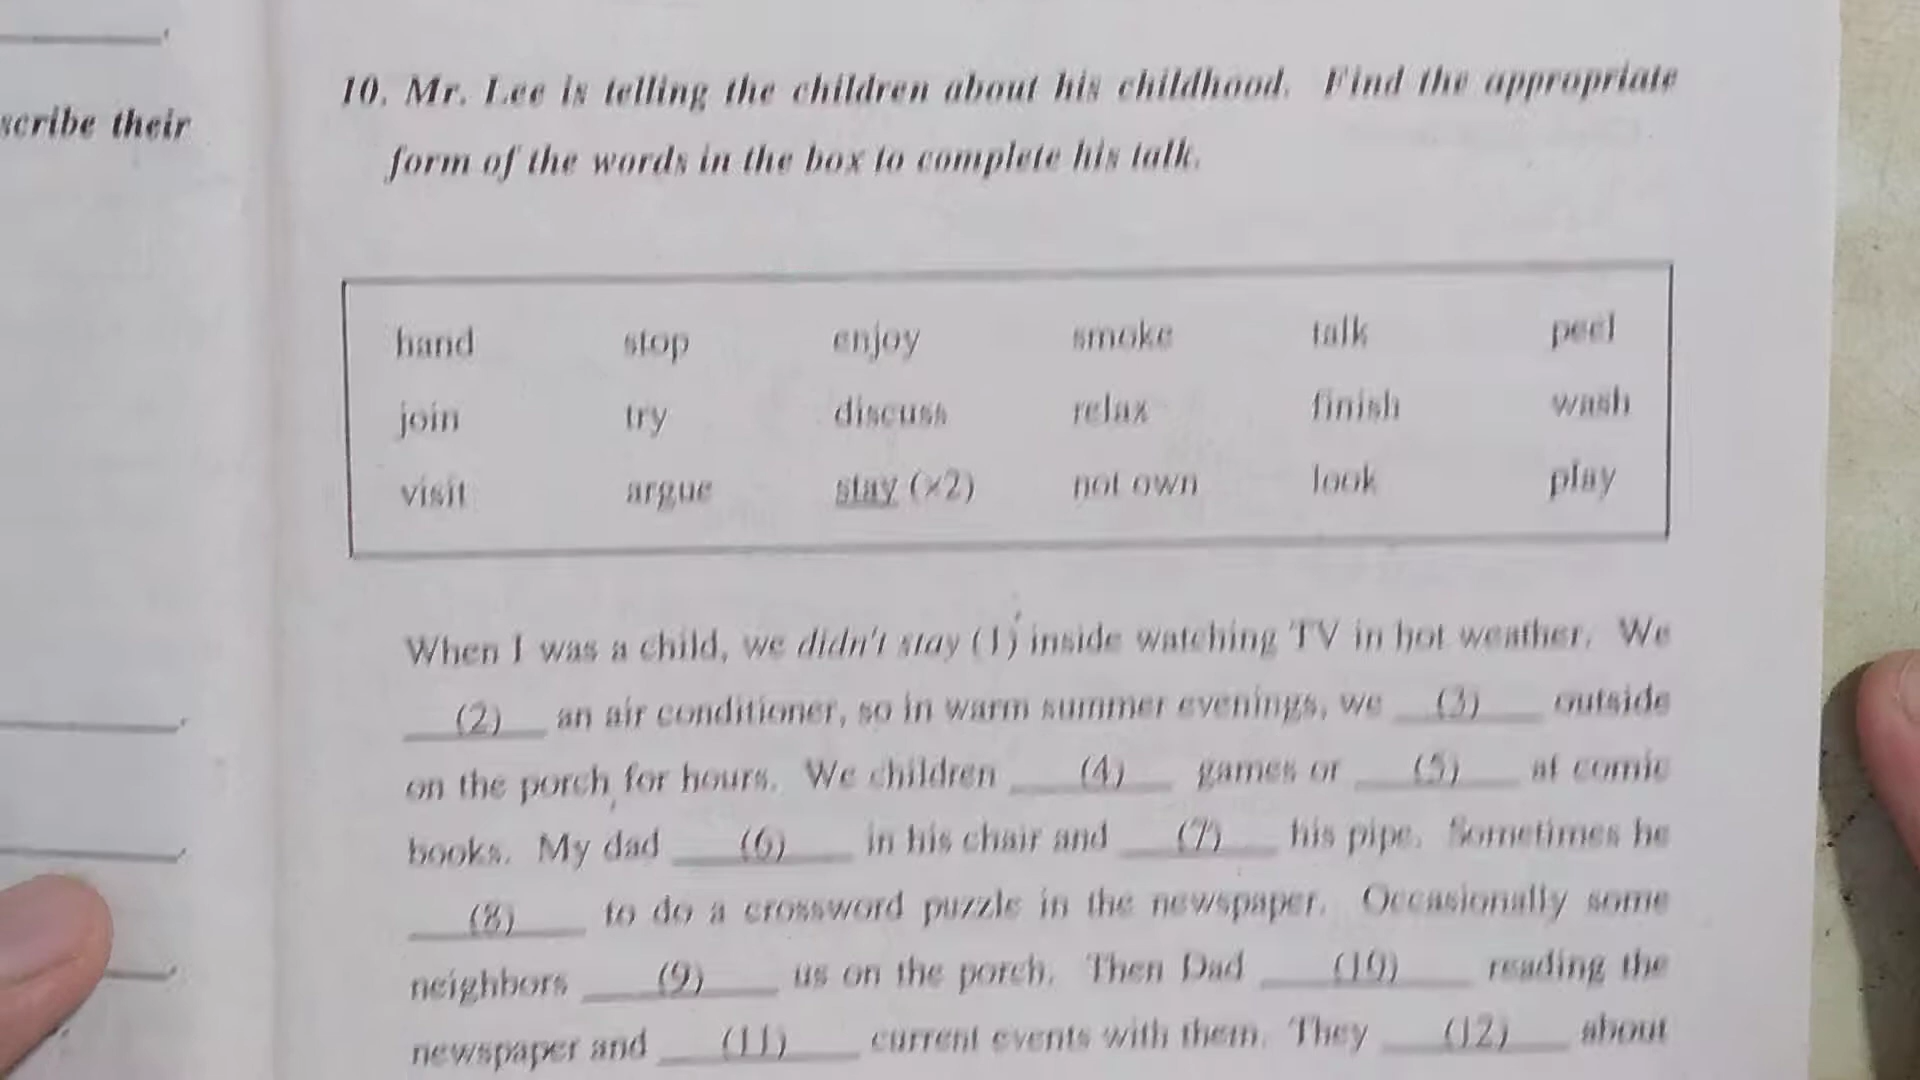 scribe their
10. Mr. Lee is telling the children about his childhood. Find the appropriate
form of the words in the box to complete his talk.
hand stop enjoy smoke talk peel
join try discuss relax finish wash
visit argue stay (×2) not own look play
When I was a child, we didn't stay (1) inside watching TV in hot weather. We
(2) an air conditioner, so in warm summer evenings, we (3) outside
on the porch for hours. We children (4) games or (5) at comic
books. My dad (6) in his chair and (7) his pipe. Sometimes he
(8) to do a crossword puzzle in the newspaper. Occasionally some
neighbors (9) us on the porch. Then Dad (10) reading the
newspaper and (11) current events with them. They (12) about